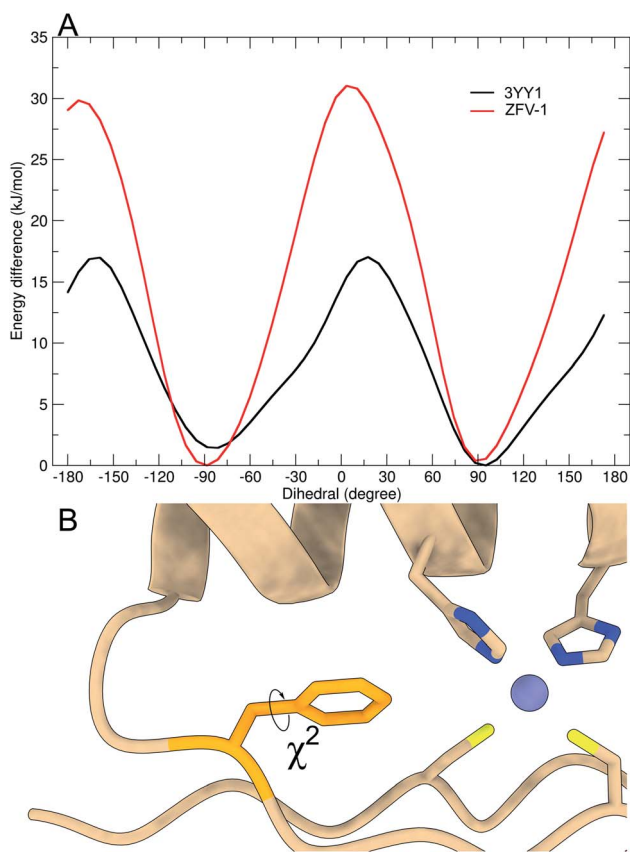 A
35
30
25
20
15
10
5
0
Energy difference (kJ/mol)
3YY1
ZFV-1
-180 -150 -120 -90 -60 -30 0 30 60 90 120 150 180
Dihedral (degree)
B
χ2